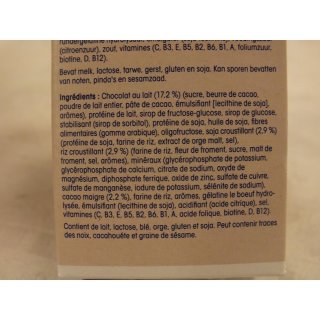 rundergelatine hydrolysaat,
(citroenzuur), zout, vitaminen (C, B3, E, B5, B2, B6, B1, A, foliumzuur,
biotine, D, B12).
Bevat melk, lactose, tarwe, gerst, gluten en soja. Kan sporen bevatten
van noten, pinda's en sesamzaad.
Ingrédients : Chocolat au lait (17,2 %) (sucre, beurre de cacao,
poudre de lait entier, pâte de cacao, émulsifiant [lecithine de soja],
arômes), protéine de lait, sirop de fructose-glucose, sirop de glucose,
stabilisant (sirop de sorbitol), protéine de soja, huile de soja, fibres
alimentaires (gomme arabique), oligofructose, soja croustillant (2,9 %)
(protéine de soja, farine de riz, extrait de orge malt, sel),
riz croustillant (2,9 %) (farine de riz, fleur de froment, sucre, malt de
froment, sel, arômes), minéraux (glycérophosphate de potassium,
glycérophosphate de calcium, citrate de sodium, oxyde de
magnésium, diphosphate ferrique, oxide de zinc, sulfate de cuivre,
sulfate de manganèse, iodure de potassium, sélénite de sodium),
cacao maigre (2,2 %), farine de riz, arômes, gélatine le boeuf hydro-
lysée, émulsifiant (lecithine de soja), acidifiant (acide citrique), sel,
vitamines (C, B3, E, B5, B2, B6, B1, A, acide folique, biotine, D, B12).
Contient de lait, lactose, blé, orge, gluten et soja. Peut contenir traces
des noix, cacahouète et graine de sésame.